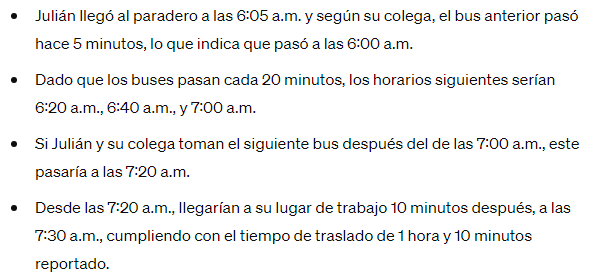 • Julián llegó al paradero a las 6:05 a.m. y según su colega, el bus anterior pasó
hace 5 minutos, lo que indica que pasó a las 6:00 a.m.
• Dado que los buses pasan cada 20 minutos, los horarios siguientes serían
6:20 a.m., 6:40 a.m., y 7:00 a.m.
• Si Julián y su colega toman el siguiente bus después del de las 7:00 a.m., este
pasaría a las 7:20 a.m.
• Desde las 7:20 a.m., llegarían a su lugar de trabajo 10 minutos después, a las
7:30 a.m., cumpliendo con el tiempo de traslado de 1 hora y 10 minutos
reportado.